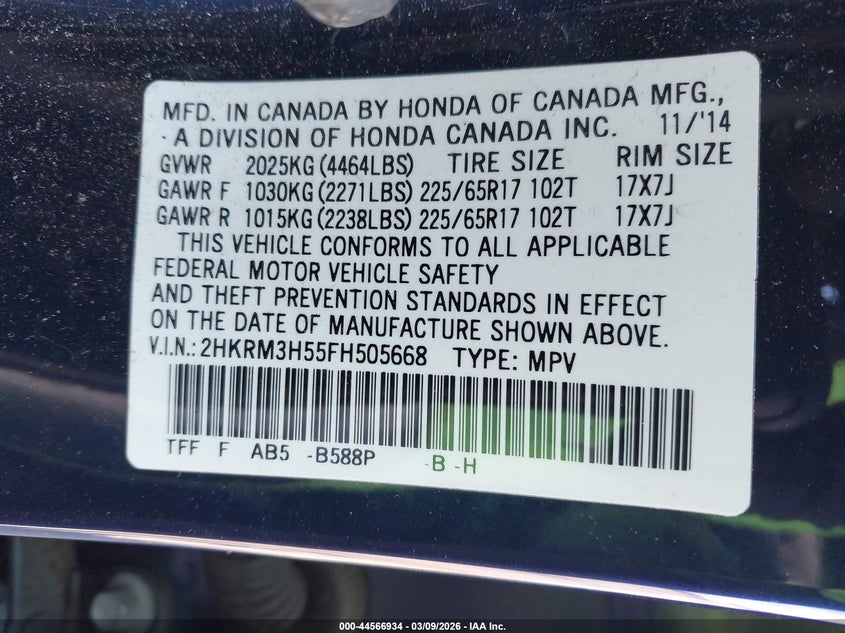 MFD. IN CANADA BY HONDA OF CANADA MFG.,
A DIVISION OF HONDA CANADA INC. 11/'14
GVWR 2025KG (4464LBS) TIRE SIZE RIM SIZE
GAWR F 1030KG (2271LBS) 225/65R17 102T 17X7J
GAWR R 1015KG (2238LBS) 225/65R17 102T 17X7J
THIS VEHICLE CONFORMS TO ALL APPLICABLE
FEDERAL MOTOR VEHICLE SAFETY
AND THEFT PREVENTION STANDARDS IN EFFECT
ON THE DATE OF MANUFACTURE SHOWN ABOVE.
V.I.N.: 2HKRM3H55FH505668 TYPE: MPV
TFF F AB5 -B588P -B -H
000-44566934 - 03/09/2026 - IAA Inc.